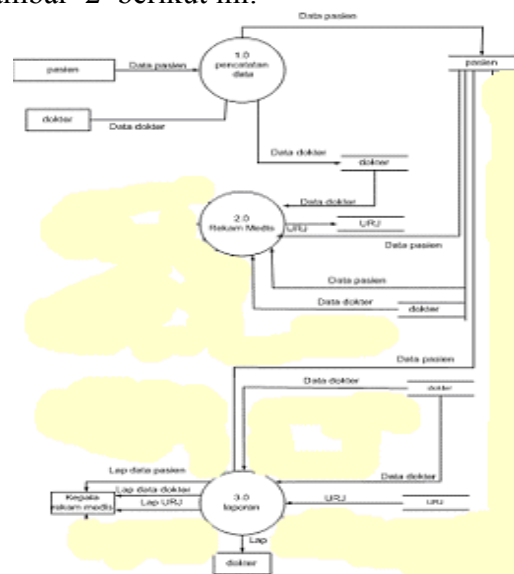 ambar 2 berikut ini:
Data pasien
1.0
pencatatan
data
pasien
Data pasien
pasien
dokter
Data dokter
Data dokter
dokter
Data dokter
2.0
Rekam Medis
URJ
URJ
Data pasien
Data pasien
Data dokter
dokter
Data pasien
Data dokter
dokter
Lap data pasien
Data dokter
Lap data dokter
Kepala
rekam medis
Lap URJ
3.0
laporan
URJ
URJ
Lap
dokter